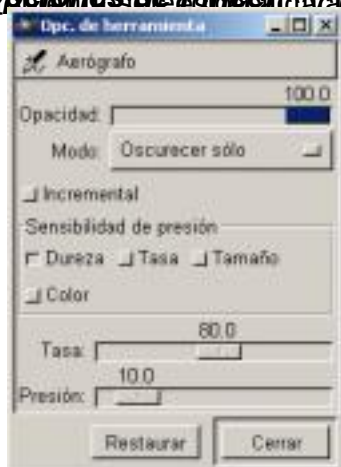 Opc. de herramienta
Aerógrafo
100.0
Opacidad:
Modo: Oscurecer sólo
Incremental
Sensibilidad de presión
Dureza Tasa Tamaño
Color
80.0
Tasa:
10.0
Presión:
Restaurar Cerrar